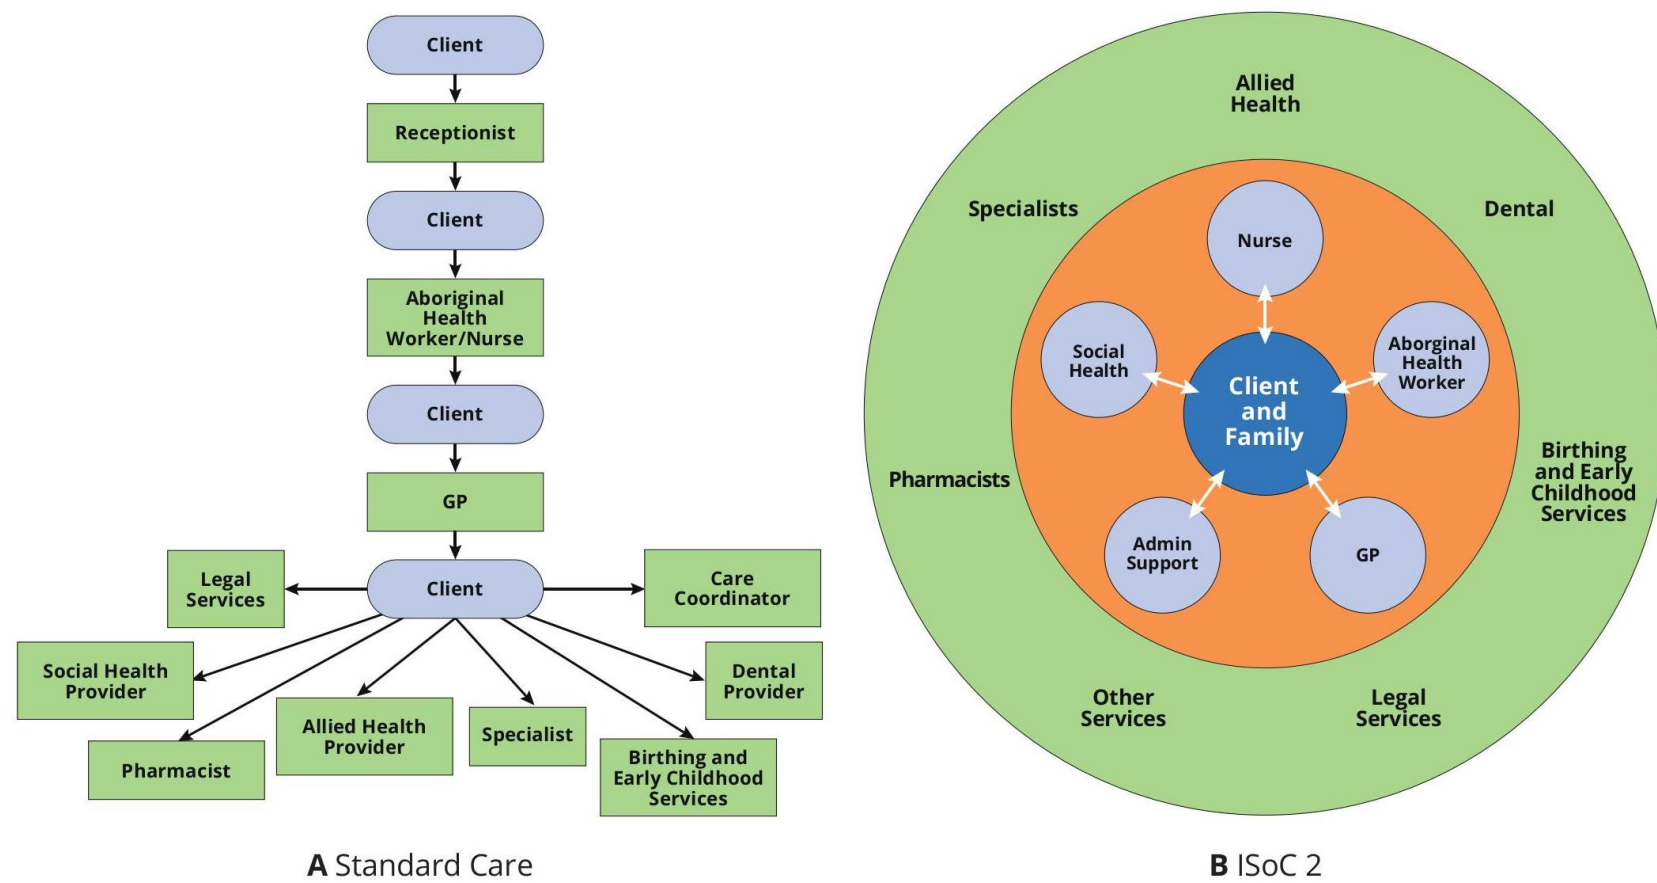 Client
Receptionist
Client
Aboriginal
Health
Worker/Nurse
Client
GP
Client
Legal
Services
Care
Coordinator
Social Health
Provider
Dental
Provider
Pharmacist
Allied Health
Provider
Specialist
Birthing and
Early Childhood
Services
A Standard Care
Allied
Health
Specialists
Dental
Nurse
Social
Health
Aborginal
Health
Worker
Client
and
Family
Pharmacists
Birthing
and Early
Childhood
Services
Admin
Support
GP
Other
Services
Legal
Services
B ISoC 2